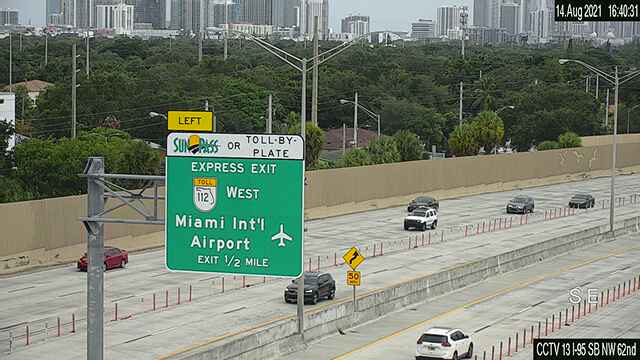 14.Aug 2021 16:40:31
LEFT
SUNPASS OR TOLL-BY-PLATE
EXPRESS EXIT
TOLL
112 WEST
Miami Int'l
Airport
EXIT 1/2 MILE
50
SE
CCTV 13 I-95 SB NW 62nd